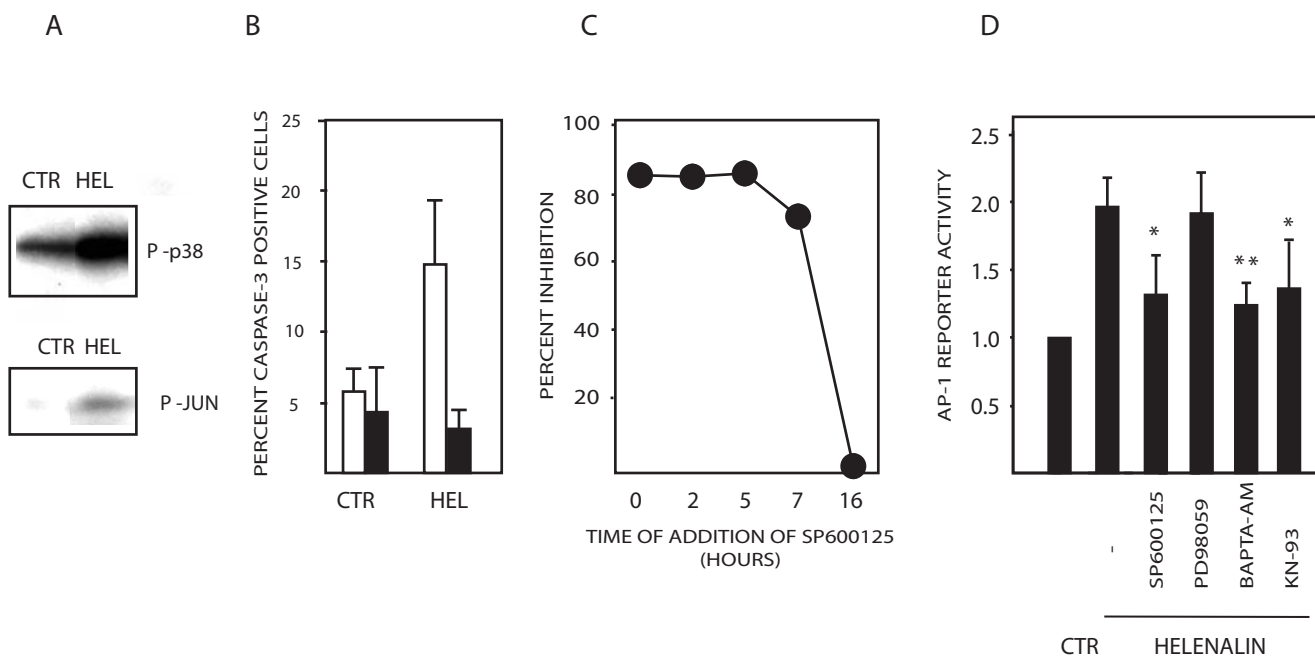 A
B
C
D
CTR HEL
P -p38
CTR HEL
P -JUN
PERCENT CASPASE-3 POSITIVE CELLS
25
20
15
10
5
CTR HEL
PERCENT INHIBITION
100
80
60
40
20
0 2 5 7 16
TIME OF ADDITION OF SP600125
(HOURS)
AP-1 REPORTER ACTIVITY
2.5
2.0
1.5
1.0
0.5
*
**
*
-
SP600125
PD98059
BAPTA-AM
KN-93
CTR HELENALIN